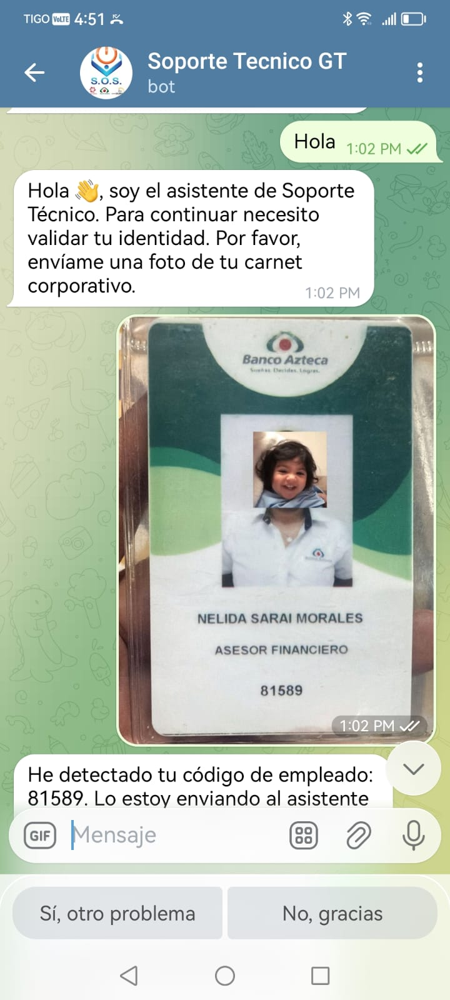 TIGO VoLTE 4:51
Soporte Tecnico GT
bot
S.O.S.
Hola 1:02 PM
Hola 👋, soy el asistente de Soporte
Técnico. Para continuar necesito
validar tu identidad. Por favor,
envíame una foto de tu carnet
corporativo.
1:02 PM
Banco Azteca
Sueñas. Decides. Logras.
NELIDA SARAI MORALES
ASESOR FINANCIERO
81589
1:02 PM
He detectado tu código de empleado:
81589. Lo estoy enviando al asistente
GIF Mensaje
Sí, otro problema
No, gracias